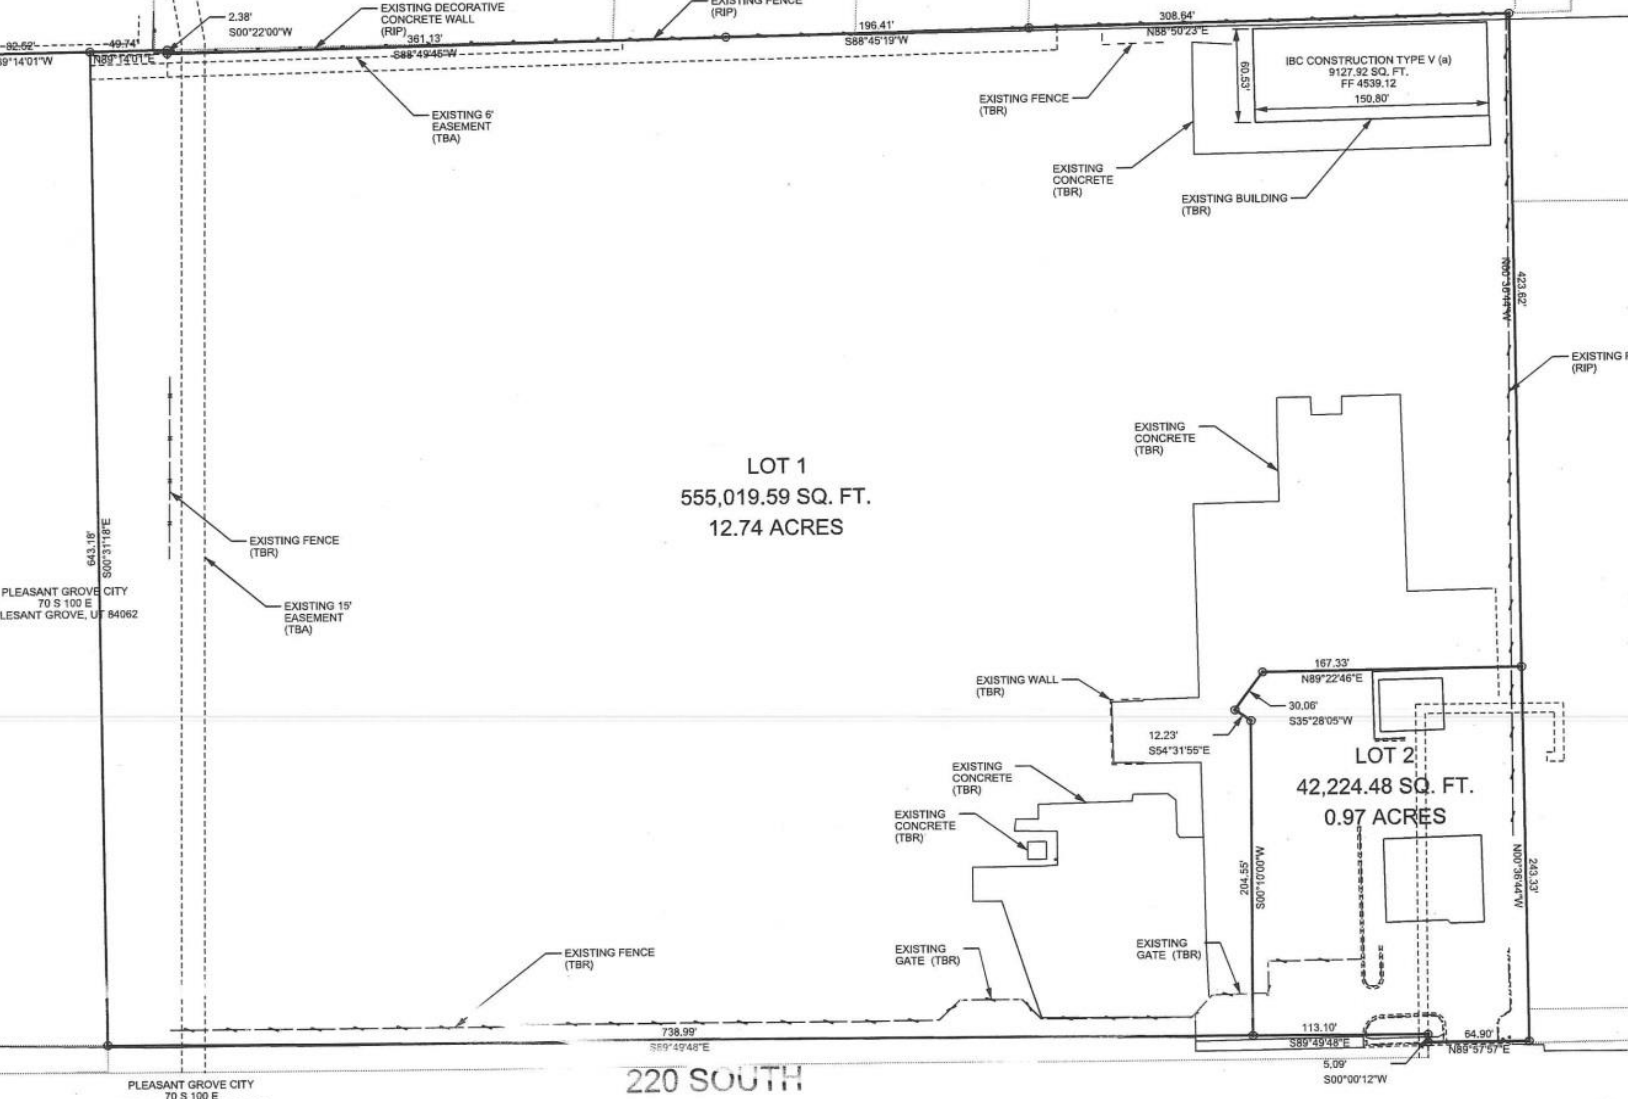 2.38'
S00°22'00"W
EXISTING DECORATIVE
CONCRETE WALL
(RIP)
EXISTING FENCE
(RIP)
82.52'
49.74'
N89°14'01"E
361.13'
S88°49'45"W
196.41'
S88°45'19"W
308.64'
N88°50'23"E
EXISTING 6'
EASEMENT
(TBA)
EXISTING FENCE
(TBR)
60.53'
IBC CONSTRUCTION TYPE V (a)
9127.92 SQ. FT.
FF 4539.12
150.80'
EXISTING
CONCRETE
(TBR)
EXISTING BUILDING
(TBR)
N00°36'44"W
423.62'
EXISTING
(RIP)
EXISTING
CONCRETE
(TBR)
LOT 1
555,019.59 SQ. FT.
12.74 ACRES
643.18'
S00°31'18"E
EXISTING FENCE
(TBR)
PLEASANT GROVE CITY
70 S 100 E
LESANT GROVE, UT 84062
EXISTING 15'
EASEMENT
(TBA)
EXISTING WALL
(TBR)
167.33'
N89°22'46"E
30.06'
S35°28'05"W
12.23'
S54°31'55"E
LOT 2
42,224.48 SQ. FT.
0.97 ACRES
EXISTING
CONCRETE
(TBR)
EXISTING
CONCRETE
(TBR)
204.55'
S00°10'00"W
N00°36'44"W
243.33'
EXISTING FENCE
(TBR)
EXISTING
GATE (TBR)
EXISTING
GATE (TBR)
738.99'
S89°49'48"E
113.10'
S89°49'48"E
64.90'
N89°57'57"E
5.09'
S00°00'12"W
220 SOUTH
PLEASANT GROVE CITY
70 S 100 E